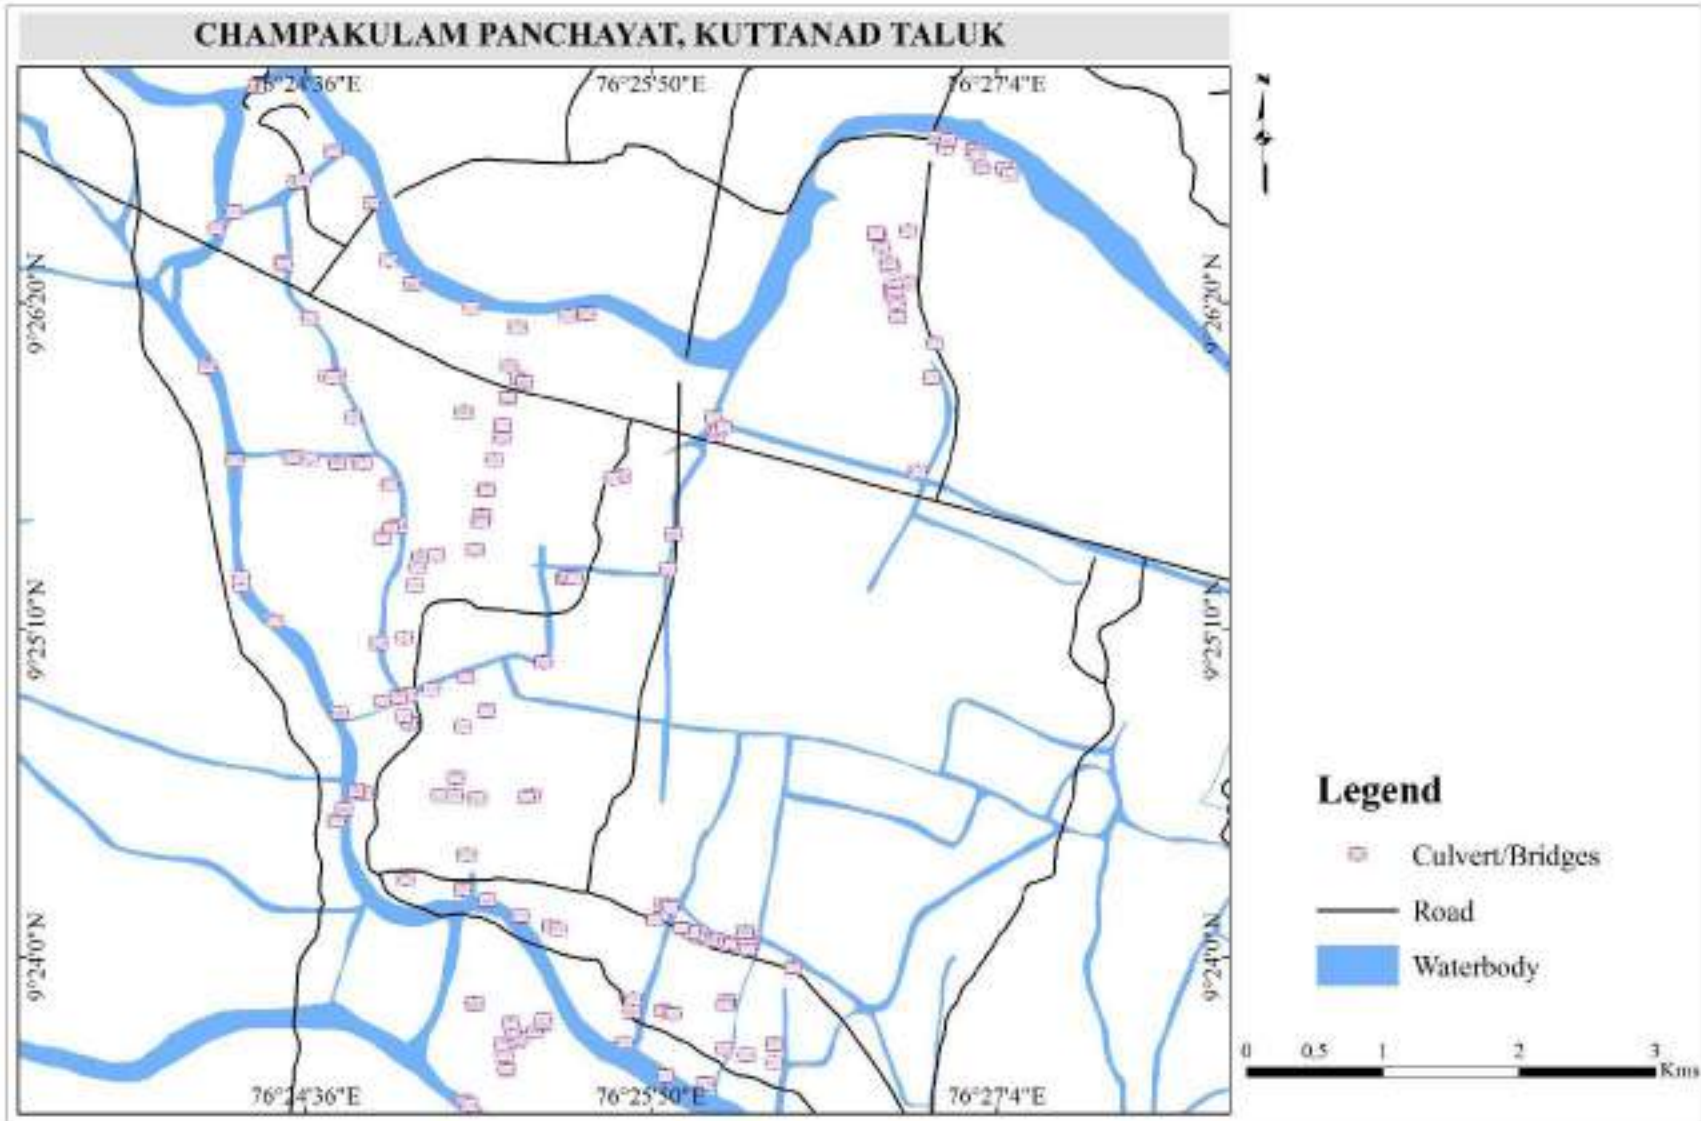 CHAMPAKULAM PANCHAYAT, KUTTANAD TALUK
76°24'36"E 76°25'50"E 76°27'4"E
N
9°26'20"N 9°26'20"N
9°25'10"N 9°25'10"N
9°24'0"N 9°24'0"N
76°24'36"E 76°25'50"E 76°27'4"E
Legend
Culvert/Bridges
Road
Waterbody
0 0.5 1 2 3
Kms